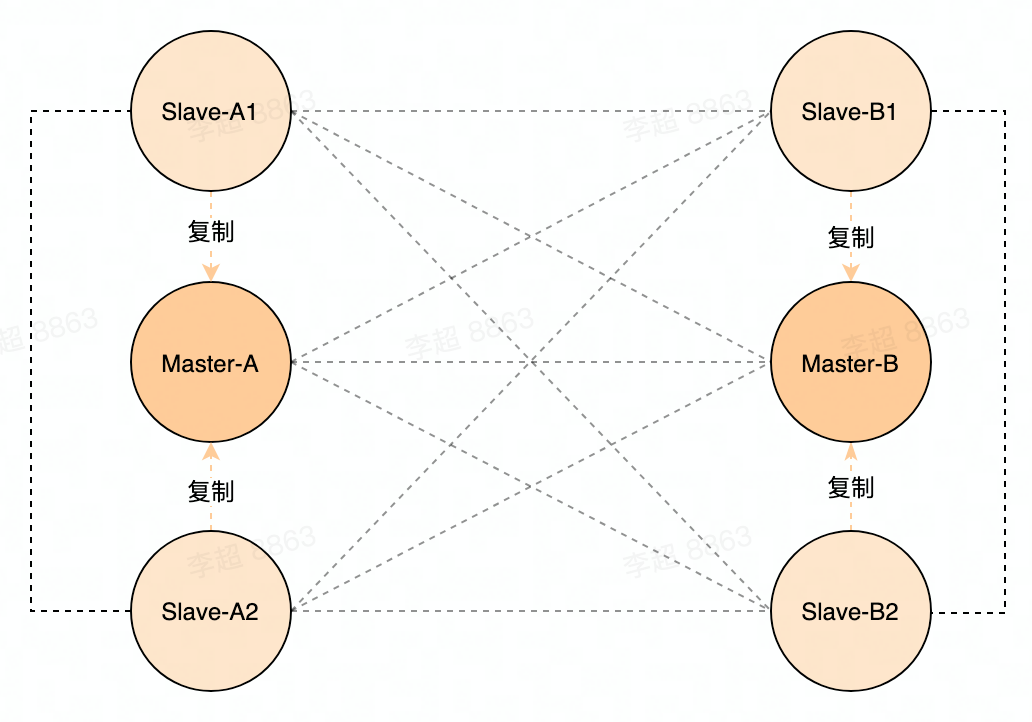 Slave-A1
Slave-B1
李超 8863
李超 8863
复制
复制
李超 8863
李超 8863
李超 8863
Master-A
Master-B
复制
复制
李超 8863
李超 8863
Slave-A2
Slave-B2